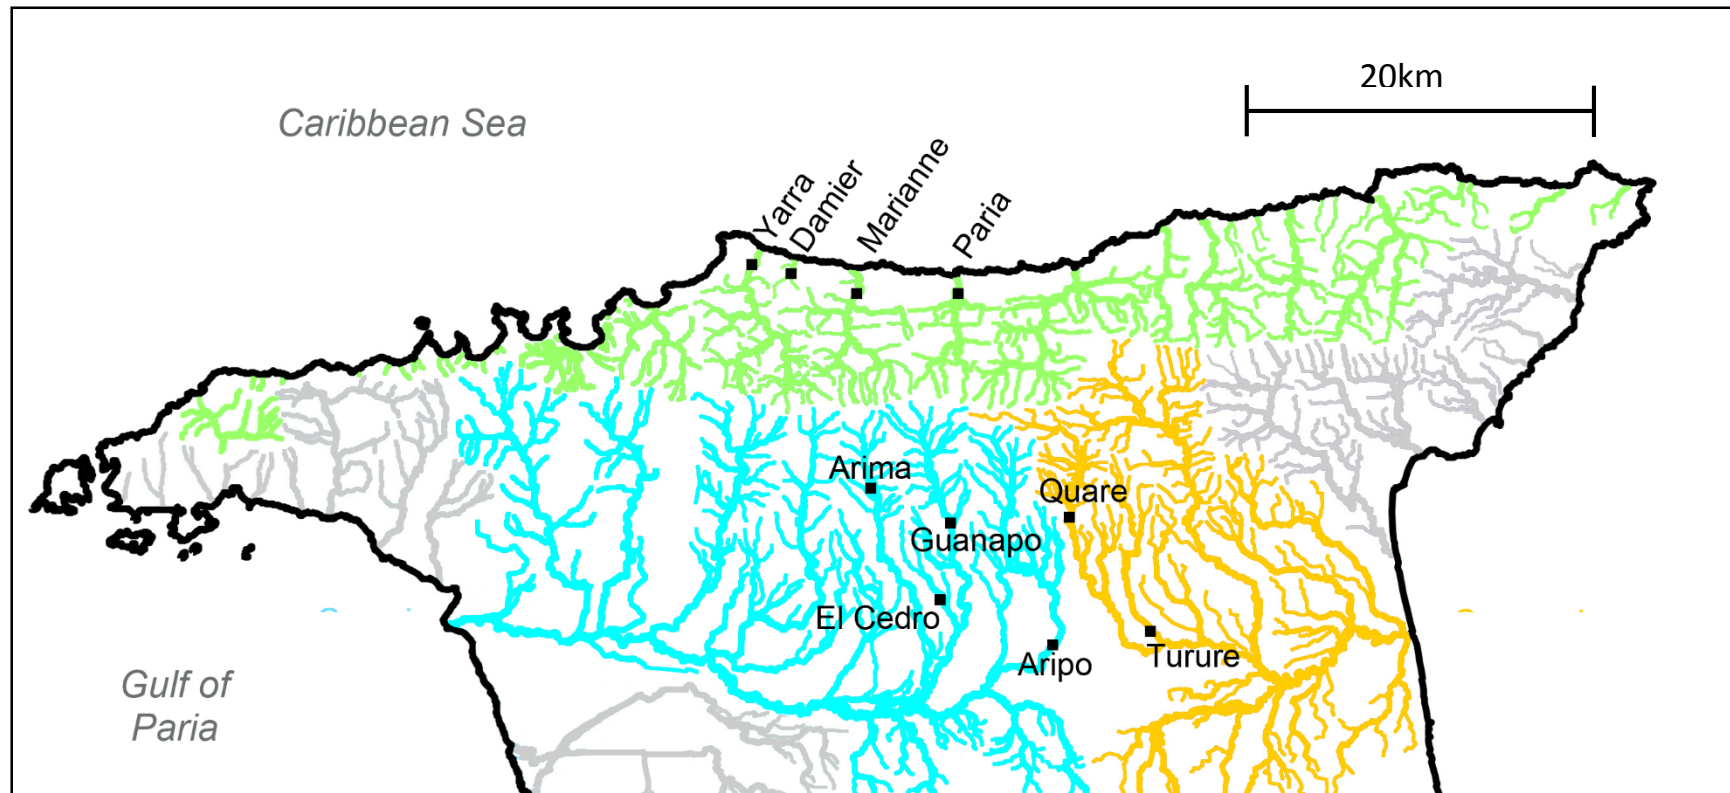 20km
Caribbean Sea
Yarra
Damier
Marianne
Paria
Arima
Quare
Guanapo
El Cedro
Aripo
Turure
Gulf of
Paria